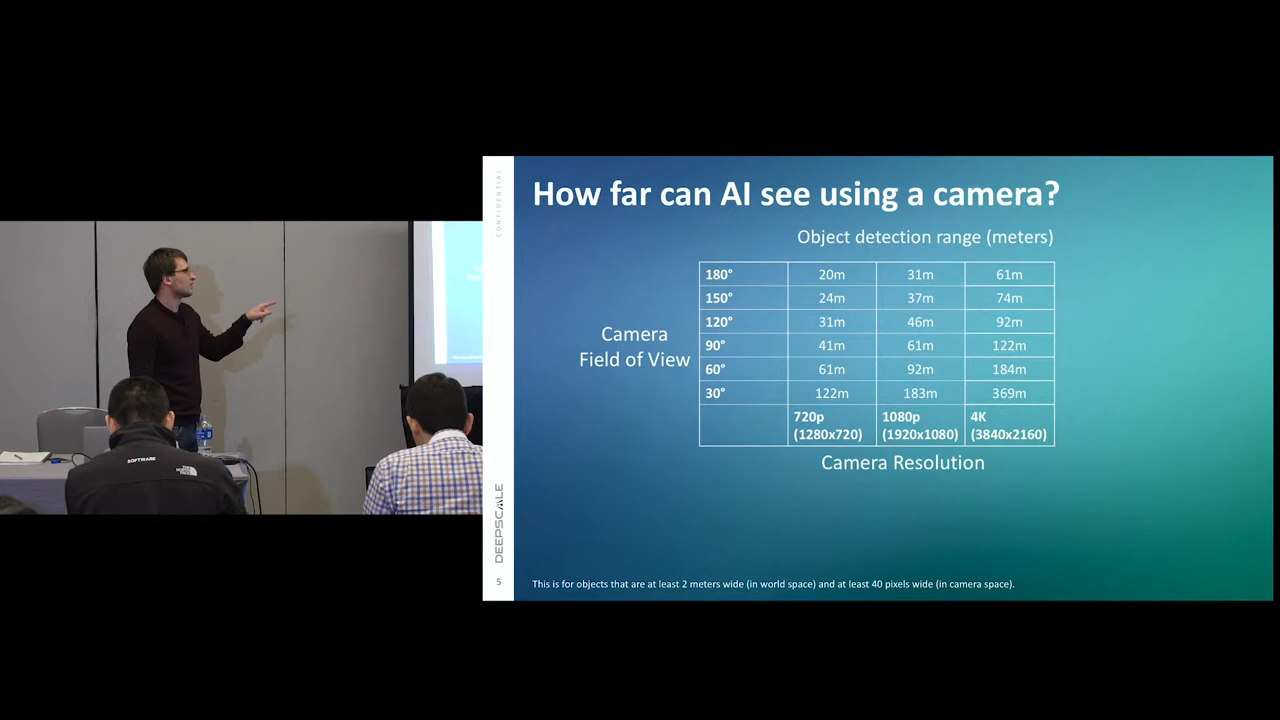 CONFIDENTIAL
How far can AI see using a camera?
Object detection range (meters)
Camera
Field of View
180° 20m 31m 61m
150° 24m 37m 74m
120° 31m 46m 92m
90° 41m 61m 122m
60° 61m 92m 184m
30° 122m 183m 369m
720p 1080p 4K
(1280x720) (1920x1080) (3840x2160)
Camera Resolution
DEEPSCALE
5
This is for objects that are at least 2 meters wide (in world space) and at least 40 pixels wide (in camera space).
SOFTWARE
THE
NORTH
FACE